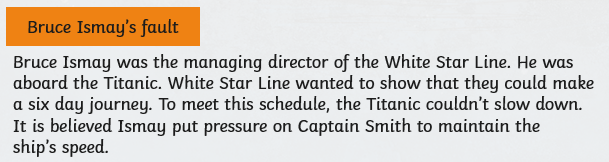 Bruce Ismay's fault
Bruce Ismay was the managing director of the White Star Line. He was
aboard the Titanic. White Star Line wanted to show that they could make
a six day journey. To meet this schedule, the Titanic couldn't slow down.
It is believed Ismay put pressure on Captain Smith to maintain the
ship's speed.